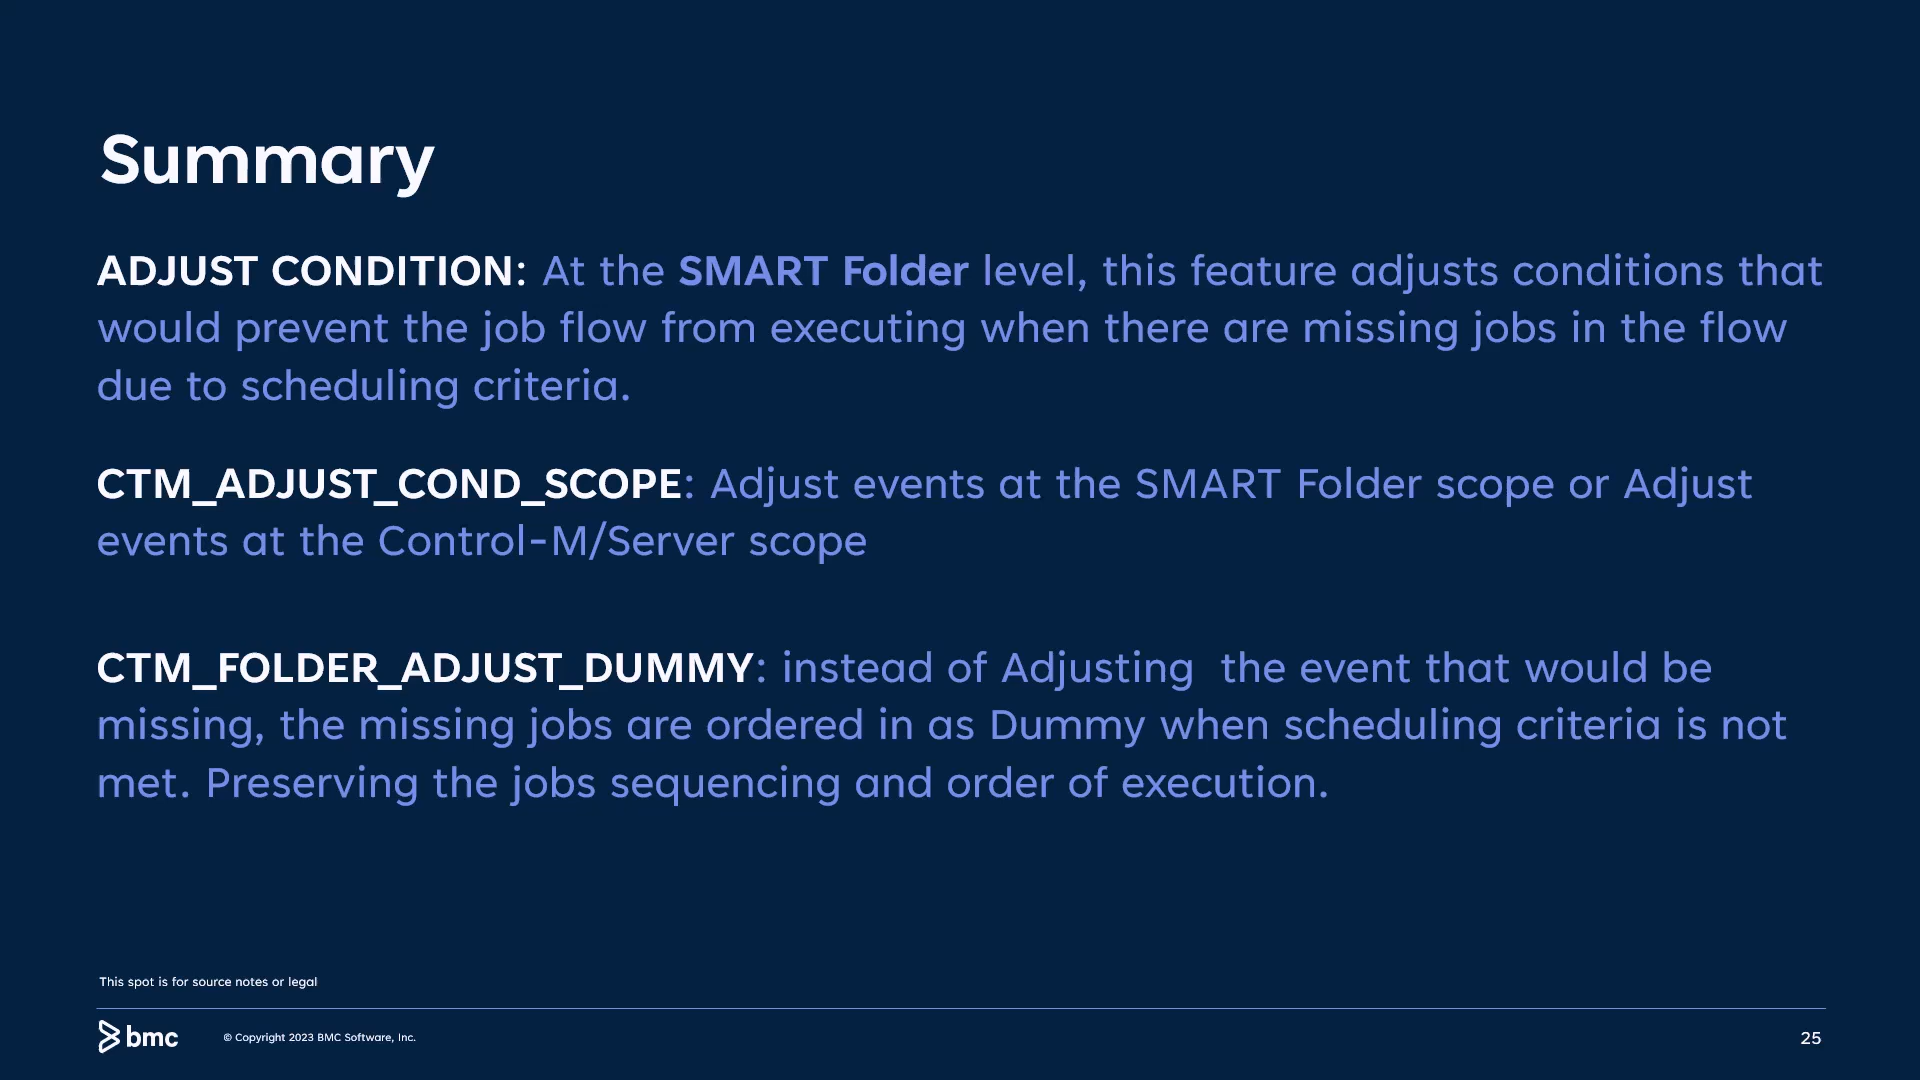 Summary
ADJUST CONDITION: At the SMART Folder level, this feature adjusts conditions that
would prevent the job flow from executing when there are missing jobs in the flow
due to scheduling criteria.
CTM_ADJUST_COND_SCOPE: Adjust events at the SMART Folder scope or Adjust
events at the Control-M/Server scope
CTM_FOLDER_ADJUST_DUMMY: instead of Adjusting  the event that would be
missing, the missing jobs are ordered in as Dummy when scheduling criteria is not
met. Preserving the jobs sequencing and order of execution.
This spot is for source notes or legal
bmc
© Copyright 2023 BMC Software, Inc.
25